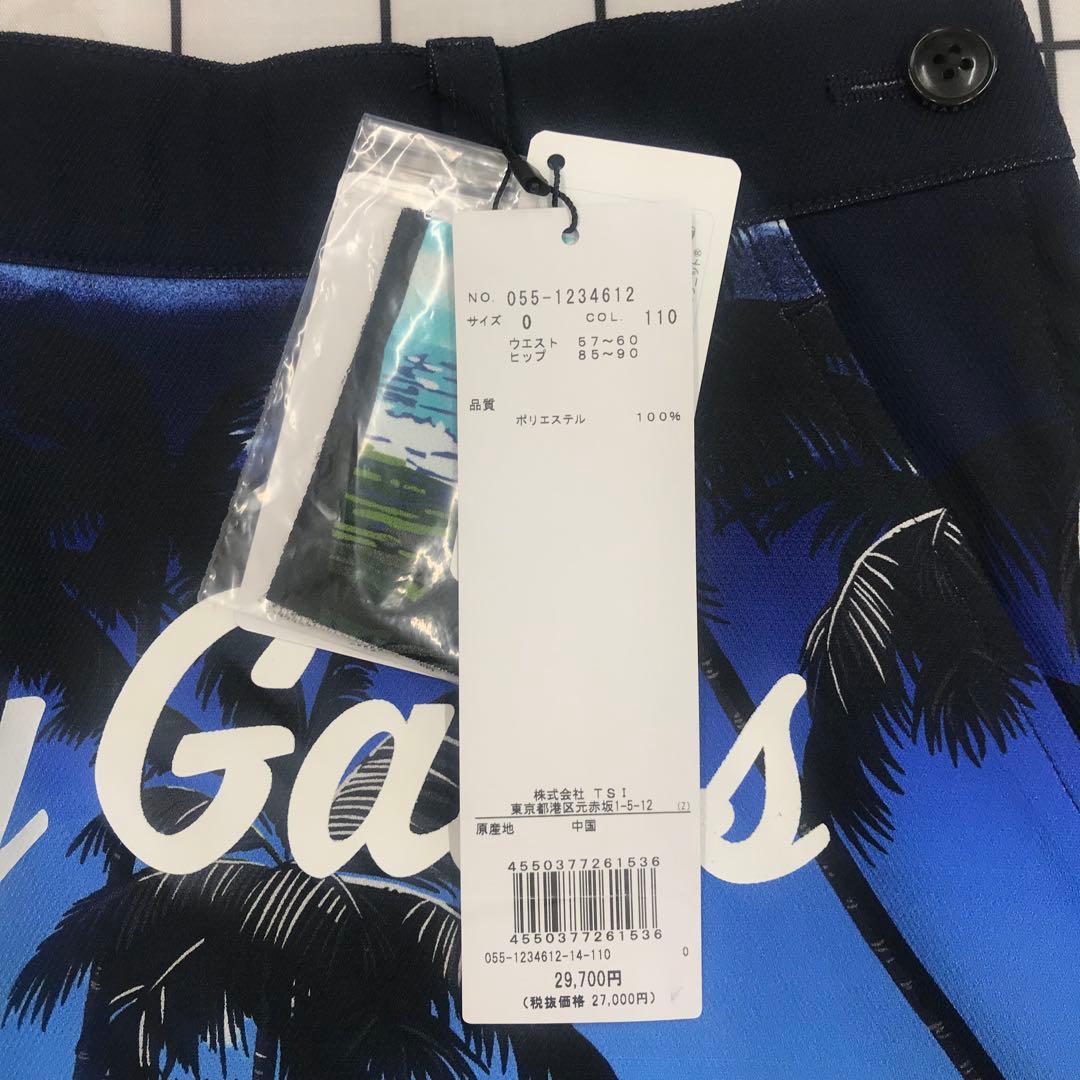 NO. 055-1234612
サイズ 0 COL. 110
ウエスト 57~60
ヒップ 85~90
品質
ポリエステル 100%
株式会社 TSI
東京都港区元赤坂1-5-12 (Z)
原産地 中国
4550377261536
4550377261536
055-1234612-14-110 0
29,700円
(税抜価格 27,000円)
y Ga s